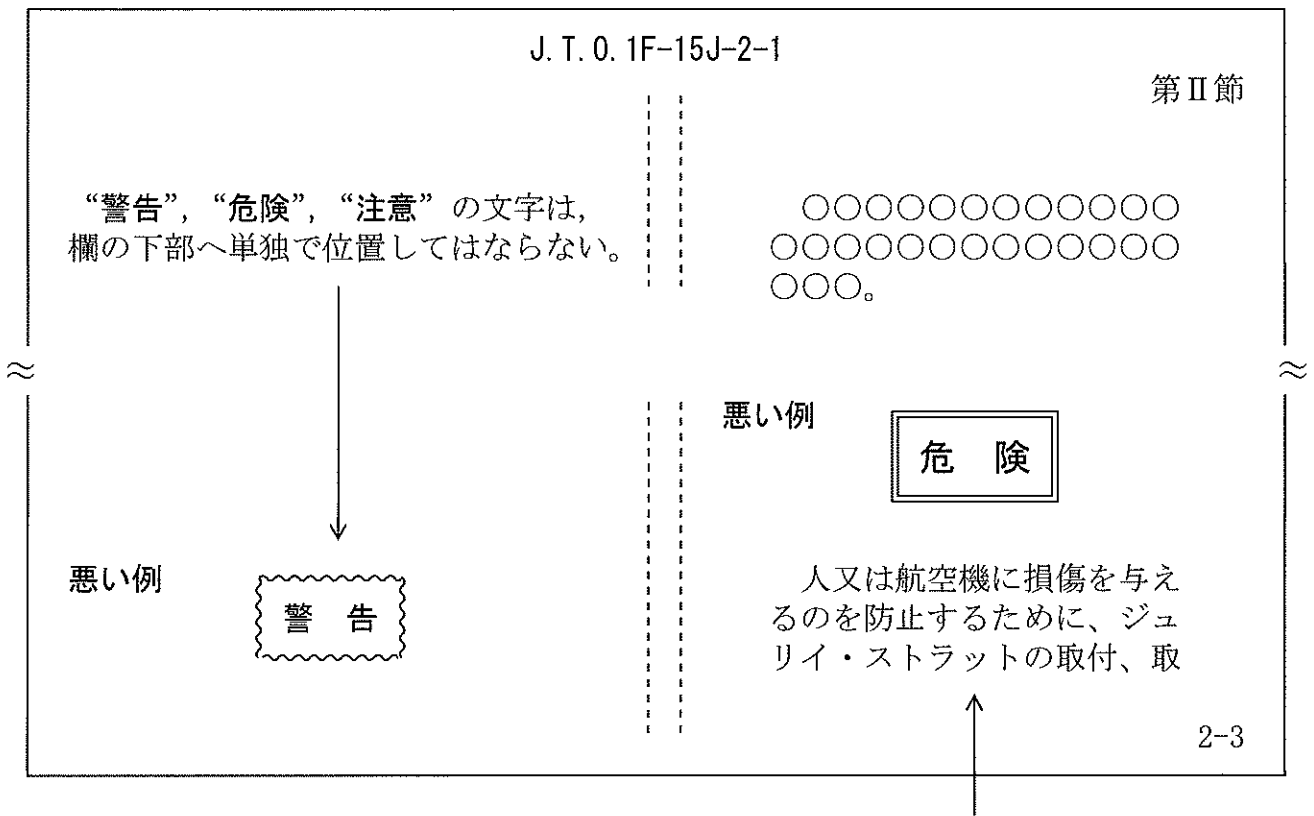 J.T.O.1F-15J-2-1
第Ⅱ節
“警告”，“危険”，“注意”の文字は，
欄の下部へ単独で位置してはならない。
悪い例
警 告
○○○○○○○○○○○○
○○○○○○○○○○○○○
○○○。
悪い例
危 険
人又は航空機に損傷を与え
るのを防止するために、ジュ
リイ・ストラットの取付、取
2-3